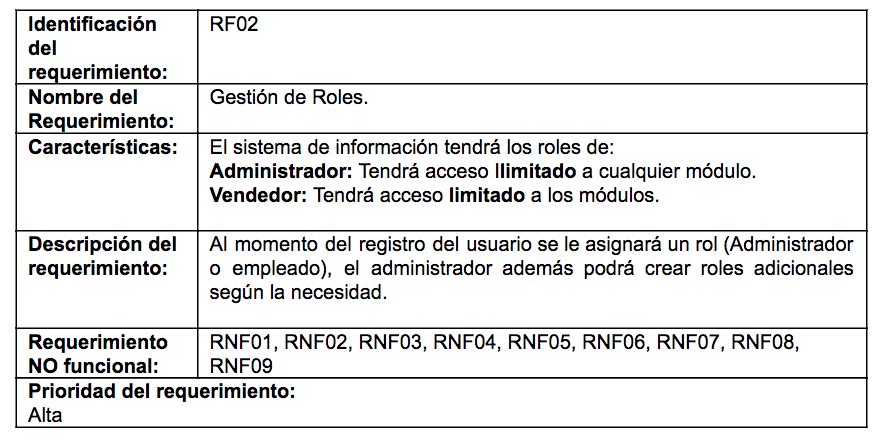 Identificación
del
requerimiento:
RF02
Nombre del
Requerimiento:
Gestión de Roles.
Características:
El sistema de información tendrá los roles de:
Administrador: Tendrá acceso Ilimitado a cualquier módulo.
Vendedor: Tendrá acceso limitado a los módulos.
Descripción del
requerimiento:
Al momento del registro del usuario se le asignará un rol (Administrador
o empleado), el administrador además podrá crear roles adicionales
según la necesidad.
Requerimiento
NO funcional:
RNF01, RNF02, RNF03, RNF04, RNF05, RNF06, RNF07, RNF08,
RNF09
Prioridad del requerimiento:
Alta